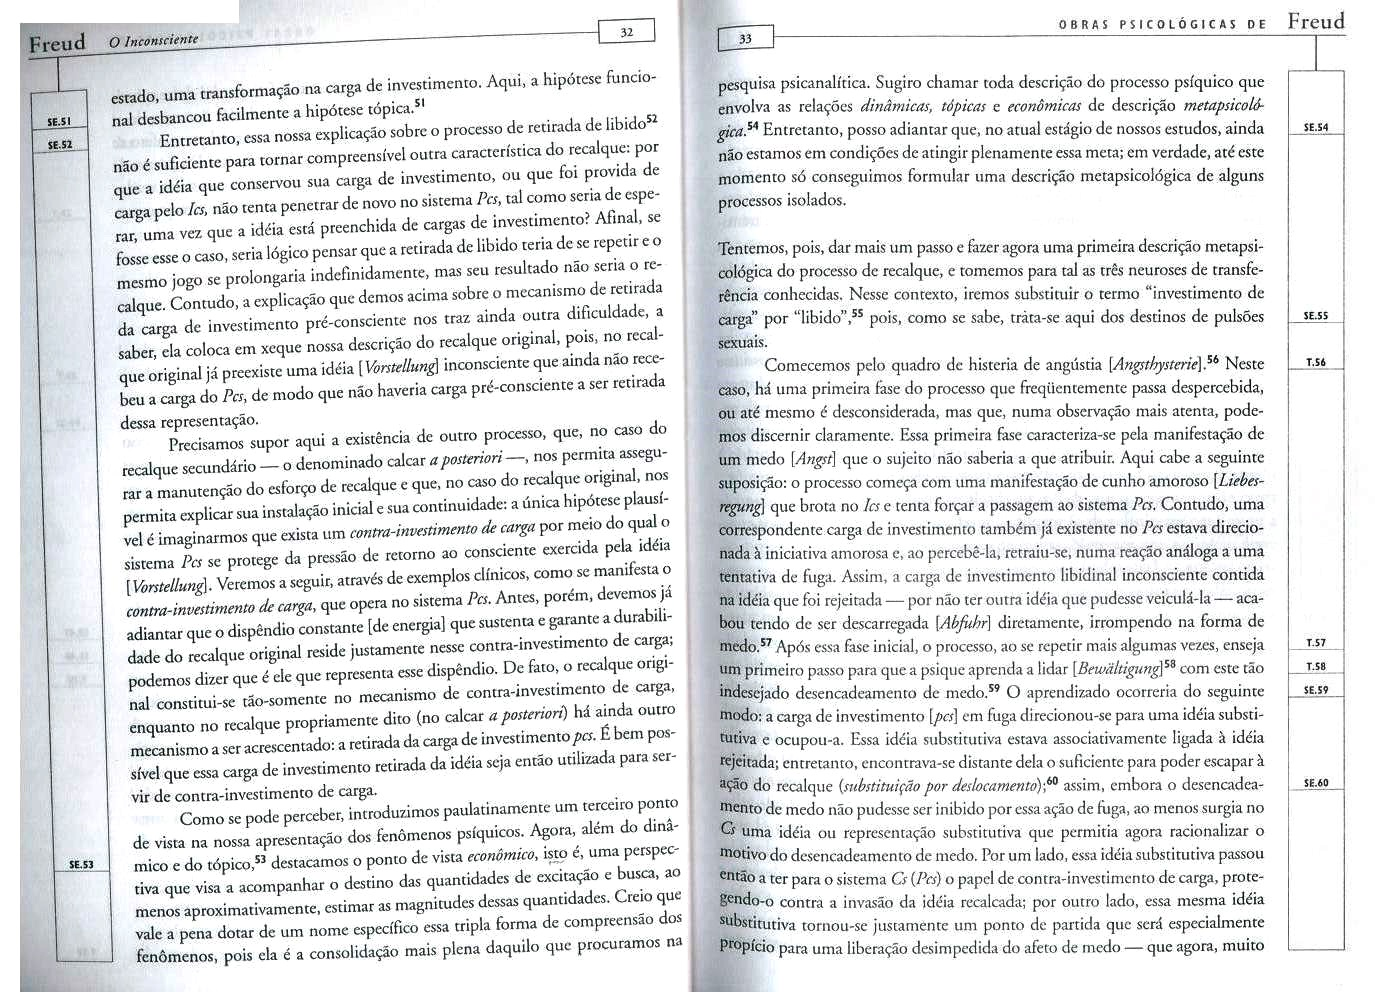 Freud O Inconsciente 32
SE.51
SE.52
SE.53
estado, uma transformação na carga de investimento. Aqui, a hipótese funcio-
nal desbancou facilmente a hipótese tópica.51
Entretanto, essa nossa explicação sobre o processo de retirada de libido52
não é suficiente para tornar compreensível outra característica do recalque: por
que a idéia que conservou sua carga de investimento, ou que foi provida de
carga pelo Ics, não tenta penetrar de novo no sistema Pcs, tal como seria de espe-
rar, uma vez que a idéia está preenchida de cargas de investimento? Afinal, se
fosse esse o caso, seria lógico pensar que a retirada de libido teria de se repetir e o
mesmo jogo se prolongaria indefinidamente, mas seu resultado não seria o re-
calque. Contudo, a explicação que demos acima sobre o mecanismo de retirada
da carga de investimento pré-consciente nos traz ainda outra dificuldade, a
saber, ela coloca em xeque nossa descrição do recalque original, pois, no recal-
que original já preexiste uma idéia [Vorstellung] inconsciente que ainda não rece-
beu a carga do Pcs, de modo que não haveria carga pré-consciente a ser retirada
dessa representação.
Precisamos supor aqui a existência de outro processo, que, no caso do
recalque secundário — o denominado calcar a posteriori —, nos permita assegu-
rar a manutenção do esforço de recalque e que, no caso do recalque original, nos
permita explicar sua instalação inicial e sua continuidade: a única hipótese plausí-
vel é imaginarmos que exista um contra-investimento de carga por meio do qual o
sistema Pcs se protege da pressão de retorno ao consciente exercida pela idéia
[Vorstellung]. Veremos a seguir, através de exemplos clínicos, como se manifesta o
contra-investimento de carga, que opera no sistema Pcs. Antes, porém, devemos já
adiantar que o dispêndio constante [de energia] que sustenta e garante a durabili-
dade do recalque original reside justamente nesse contra-investimento de carga;
podemos dizer que é ele que representa esse dispêndio. De fato, o recalque origi-
nal constitui-se tão-somente no mecanismo de contra-investimento de carga,
enquanto no recalque propriamente dito (no calcar a posteriori) há ainda outro
mecanismo a ser acrescentado: a retirada da carga de investimento pcs. É bem pos-
sível que essa carga de investimento retirada da idéia seja então utilizada para ser-
vir de contra-investimento de carga.
Como se pode perceber, introduzimos paulatinamente um terceiro ponto
de vista na nossa apresentação dos fenômenos psíquicos. Agora, além do dinâ-
mico e do tópico,53 destacamos o ponto de vista econômico, isto é, uma perspec-
tiva que visa a acompanhar o destino das quantidades de excitação e busca, ao
menos aproximativamente, estimar as magnitudes dessas quantidades. Creio que
vale a pena dotar de um nome específico essa tripla forma de compreensão dos
fenômenos, pois ela é a consolidação mais plena daquilo que procuramos na
33 OBRAS PSICOLÓGICAS DE Freud
pesquisa psicanalítica. Sugiro chamar toda descrição do processo psíquico que
envolva as relações dinâmicas, tópicas e econômicas de descrição metapsicoló-
gica.54 Entretanto, posso adiantar que, no atual estágio de nossos estudos, ainda
não estamos em condições de atingir plenamente essa meta; em verdade, até este
momento só conseguimos formular uma descrição metapsicológica de alguns
processos isolados.
Tentemos, pois, dar mais um passo e fazer agora uma primeira descrição metapsi-
cológica do processo de recalque, e tomemos para tal as três neuroses de transfe-
rência conhecidas. Nesse contexto, iremos substituir o termo “investimento de
carga” por “libido”,55 pois, como se sabe, trata-se aqui dos destinos de pulsões
sexuais.
Comecemos pelo quadro de histeria de angústia [Angsthysterie].56 Neste
caso, há uma primeira fase do processo que freqüentemente passa despercebida,
ou até mesmo é desconsiderada, mas que, numa observação mais atenta, pode-
mos discernir claramente. Essa primeira fase caracteriza-se pela manifestação de
um medo [Angst] que o sujeito não saberia a que atribuir. Aqui cabe a seguinte
suposição: o processo começa com uma manifestação de cunho amoroso [Liebes-
regung] que brota no Ics e tenta forçar a passagem ao sistema Pcs. Contudo, uma
correspondente carga de investimento também já existente no Pcs estava direcio-
nada à iniciativa amorosa e, ao percebê-la, retraiu-se, numa reação análoga a uma
tentativa de fuga. Assim, a carga de investimento libidinal inconsciente contida
na idéia que foi rejeitada — por não ter outra idéia que pudesse veiculá-la — aca-
bou tendo de ser descarregada [Abfuhr] diretamente, irrompendo na forma de
medo.57 Após essa fase inicial, o processo, ao se repetir mais algumas vezes, enseja
um primeiro passo para que a psique aprenda a lidar [Bewältigung]58 com este tão
indesejado desencadeamento de medo.59 O aprendizado ocorreria do seguinte
modo: a carga de investimento [pcs] em fuga direcionou-se para uma idéia substi-
tutiva e ocupou-a. Essa idéia substitutiva estava associativamente ligada à idéia
rejeitada; entretanto, encontrava-se distante dela o suficiente para poder escapar à
ação do recalque (substituição por deslocamento);60 assim, embora o desencadea-
mento de medo não pudesse ser inibido por essa ação de fuga, ao menos surgia no
Cs uma idéia ou representação substitutiva que permitia agora racionalizar o
motivo do desencadeamento de medo. Por um lado, essa idéia substitutiva passou
então a ter para o sistema Cs (Pcs) o papel de contra-investimento de carga, prote-
gendo-o contra a invasão da idéia recalcada; por outro lado, essa mesma idéia
substitutiva tornou-se justamente um ponto de partida que será especialmente
propício para uma liberação desimpedida do afeto de medo — que agora, muito
SE.54
SE.55
T.56
T.57
T.58
SE.59
SE.60